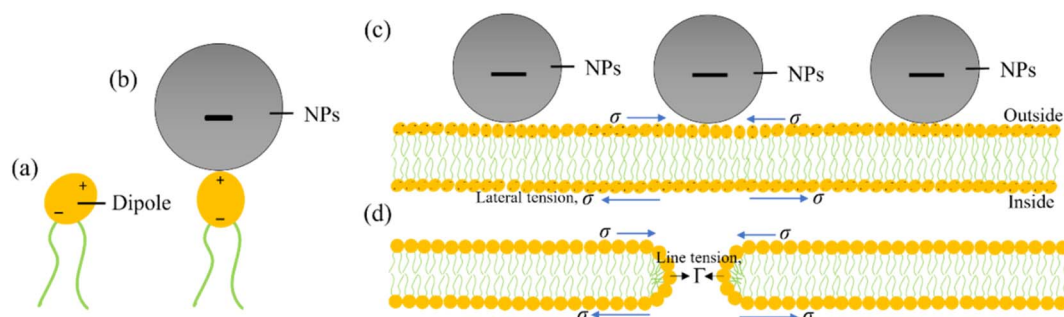 (a)
+
−
Dipole
(b)
−
NPs
+
−
(c)
−
NPs
−
NPs
−
NPs
σ
σ
Outside
Lateral tension, σ
σ
Inside
(d)
σ
σ
Line tension,
Γ
σ
σ